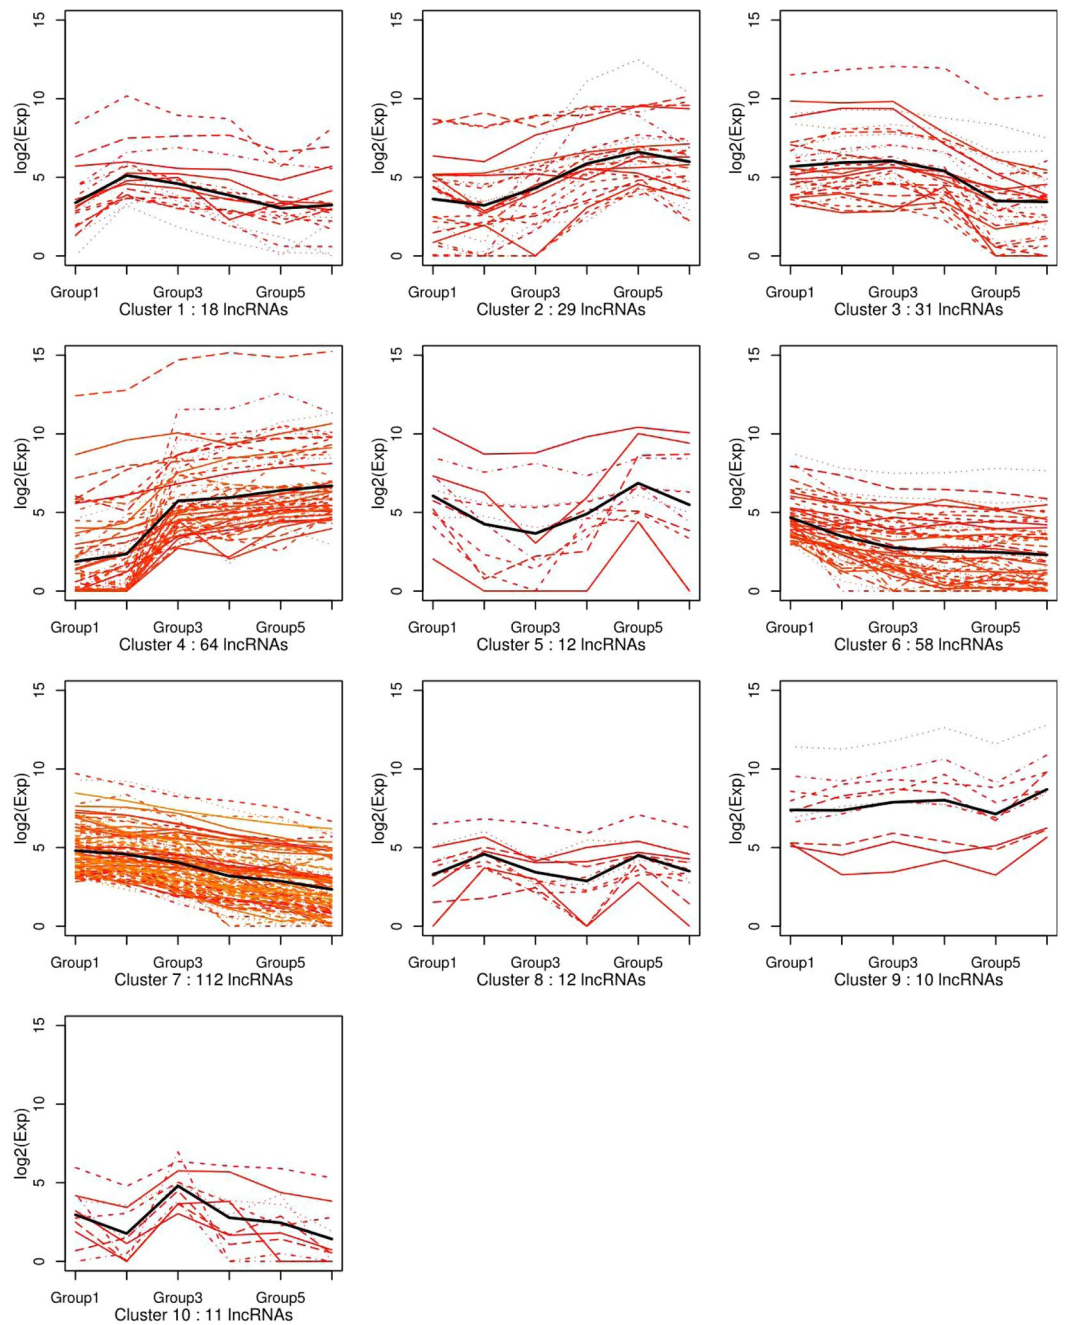 log2(Exp)
15
10
5
0
Group1 Group3 Group5
Cluster 1 : 18 lncRNAs
log2(Exp)
15
10
5
0
Group1 Group3 Group5
Cluster 2 : 29 lncRNAs
log2(Exp)
15
10
5
0
Group1 Group3 Group5
Cluster 3 : 31 lncRNAs
log2(Exp)
15
10
5
0
Group1 Group3 Group5
Cluster 4 : 64 lncRNAs
log2(Exp)
15
10
5
0
Group1 Group3 Group5
Cluster 5 : 12 lncRNAs
log2(Exp)
15
10
5
0
Group1 Group3 Group5
Cluster 6 : 58 lncRNAs
log2(Exp)
15
10
5
0
Group1 Group3 Group5
Cluster 7 : 112 lncRNAs
log2(Exp)
15
10
5
0
Group1 Group3 Group5
Cluster 8 : 12 lncRNAs
log2(Exp)
15
10
5
0
Group1 Group3 Group5
Cluster 9 : 10 lncRNAs
log2(Exp)
15
10
5
0
Group1 Group3 Group5
Cluster 10 : 11 lncRNAs